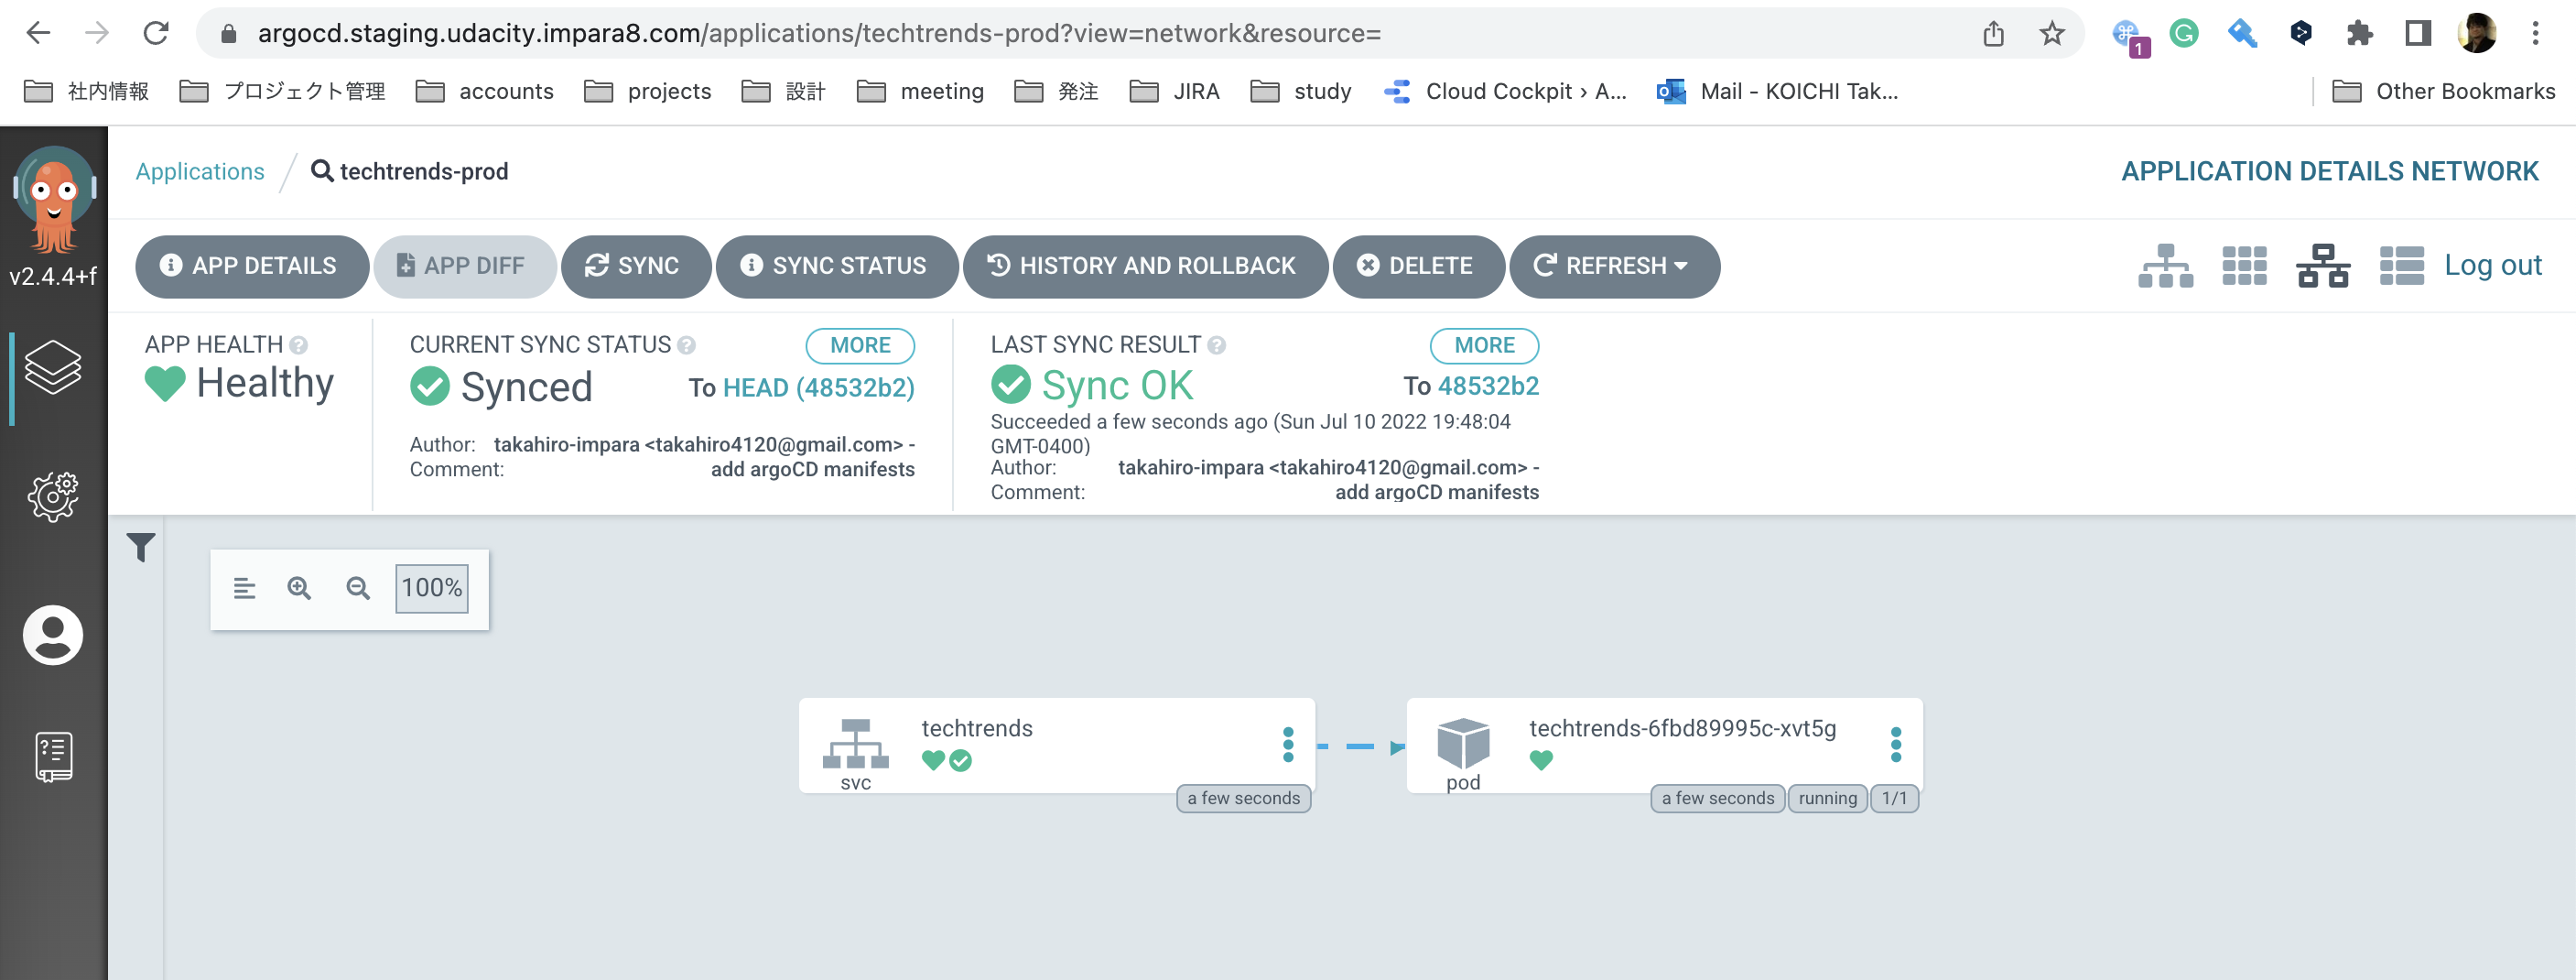 argocd.staging.udacity.impara8.com/applications/techtrends-prod?view=network&resource=
1
社内情報 プロジェクト管理 accounts projects 設計 meeting 発注 JIRA study Cloud Cockpit › A... Mail - KOICHI Tak... Other Bookmarks
Applications / techtrends-prod APPLICATION DETAILS NETWORK
v2.4.4+f
APP DETAILS APP DIFF SYNC SYNC STATUS HISTORY AND ROLLBACK DELETE REFRESH Log out
APP HEALTH
Healthy
CURRENT SYNC STATUS MORE
Synced To HEAD (48532b2)
Author: takahiro-impara <takahiro4120@gmail.com> -
Comment: add argoCD manifests
LAST SYNC RESULT MORE
Sync OK To 48532b2
Succeeded a few seconds ago (Sun Jul 10 2022 19:48:04
GMT-0400)
Author: takahiro-impara <takahiro4120@gmail.com> -
Comment: add argoCD manifests
100%
techtrends
svc
a few seconds
techtrends-6fbd89995c-xvt5g
pod
a few seconds running 1/1